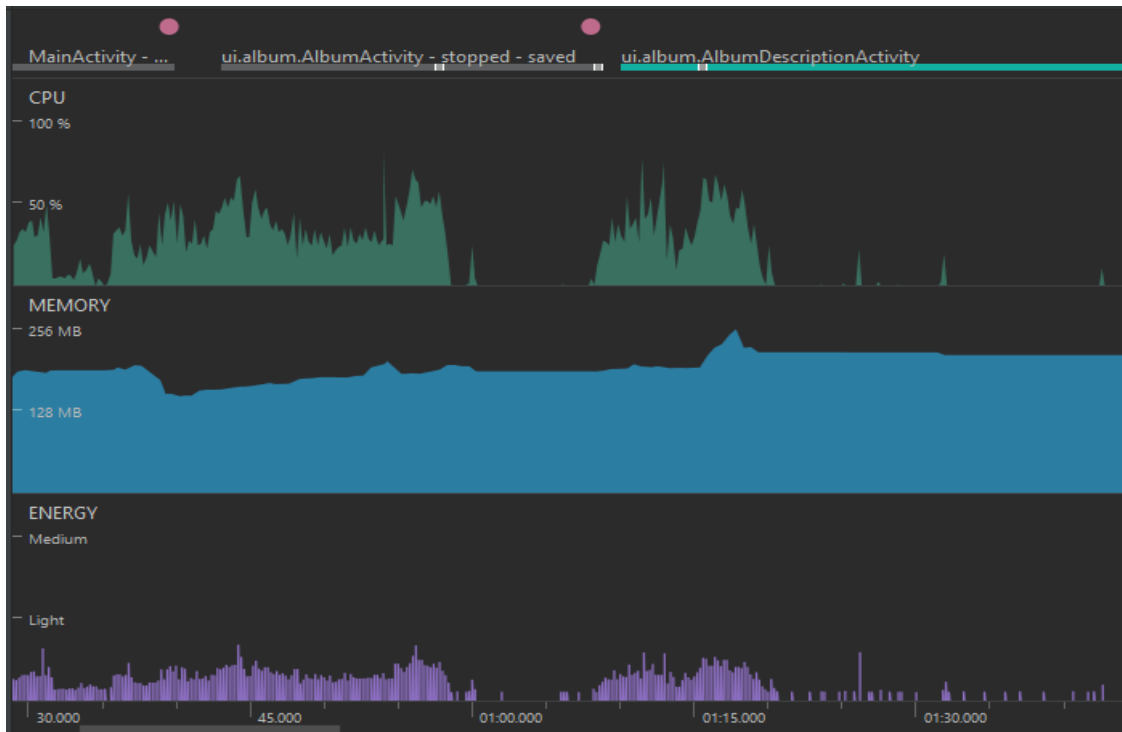 MainActivity - ...
ui.album.AlbumActivity - stopped - saved
ui.album.AlbumDescriptionActivity
CPU
100 %
50 %
MEMORY
256 MB
128 MB
ENERGY
Medium
Light
30.000 45.000 01:00.000 01:15.000 01:30.000